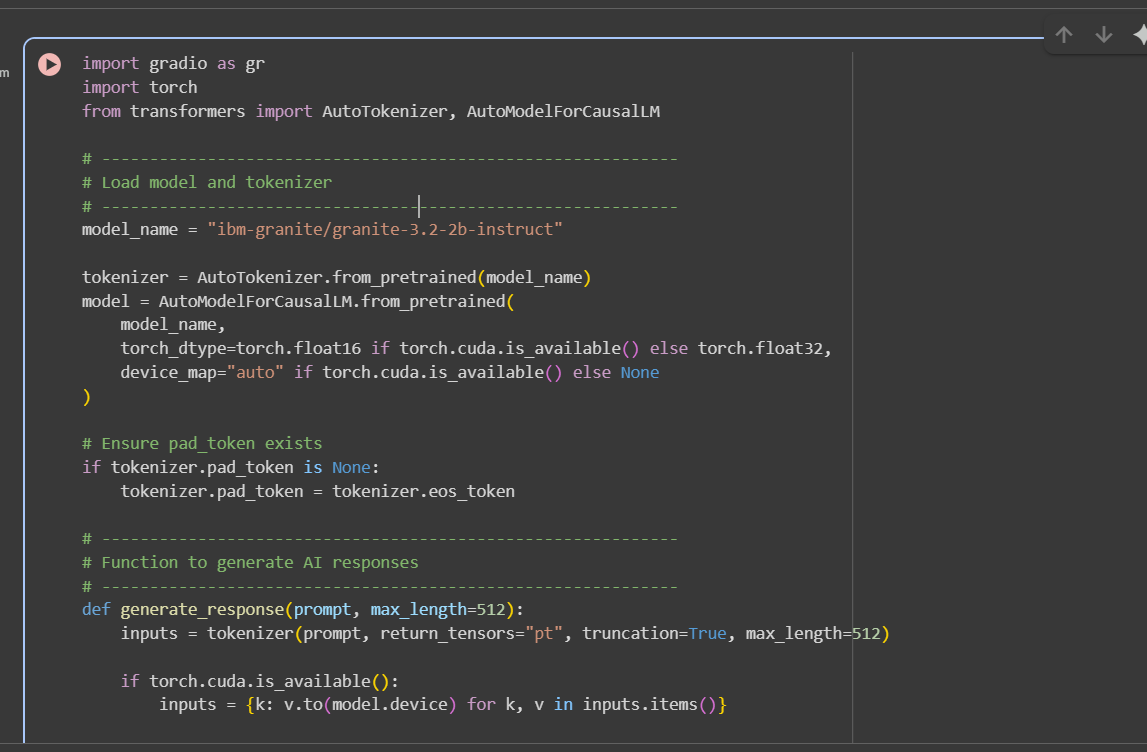 m
import gradio as gr
import torch
from transformers import AutoTokenizer, AutoModelForCausalLM
# ------------------------------------------------------------
# Load model and tokenizer
# ------------------------------------------------------------
model_name = "ibm-granite/granite-3.2-2b-instruct"
tokenizer = AutoTokenizer.from_pretrained(model_name)
model = AutoModelForCausalLM.from_pretrained(
    model_name,
    torch_dtype=torch.float16 if torch.cuda.is_available() else torch.float32,
    device_map="auto" if torch.cuda.is_available() else None
)
# Ensure pad_token exists
if tokenizer.pad_token is None:
    tokenizer.pad_token = tokenizer.eos_token
# ------------------------------------------------------------
# Function to generate AI responses
# ------------------------------------------------------------
def generate_response(prompt, max_length=512):
    inputs = tokenizer(prompt, return_tensors="pt", truncation=True, max_length=512)
    if torch.cuda.is_available():
        inputs = {k: v.to(model.device) for k, v in inputs.items()}